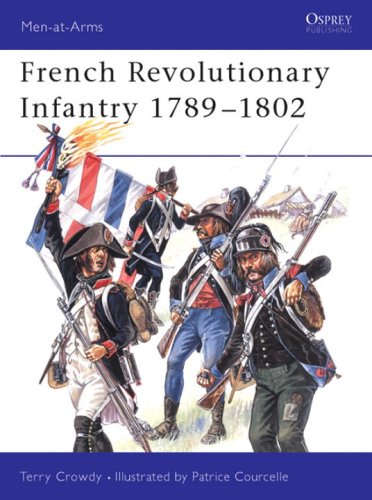 Men-at-Arms
OSPREY
PUBLISHING
French Revolutionary
Infantry 1789–1802
Terry Crowdy • Illustrated by Patrice Courcelle